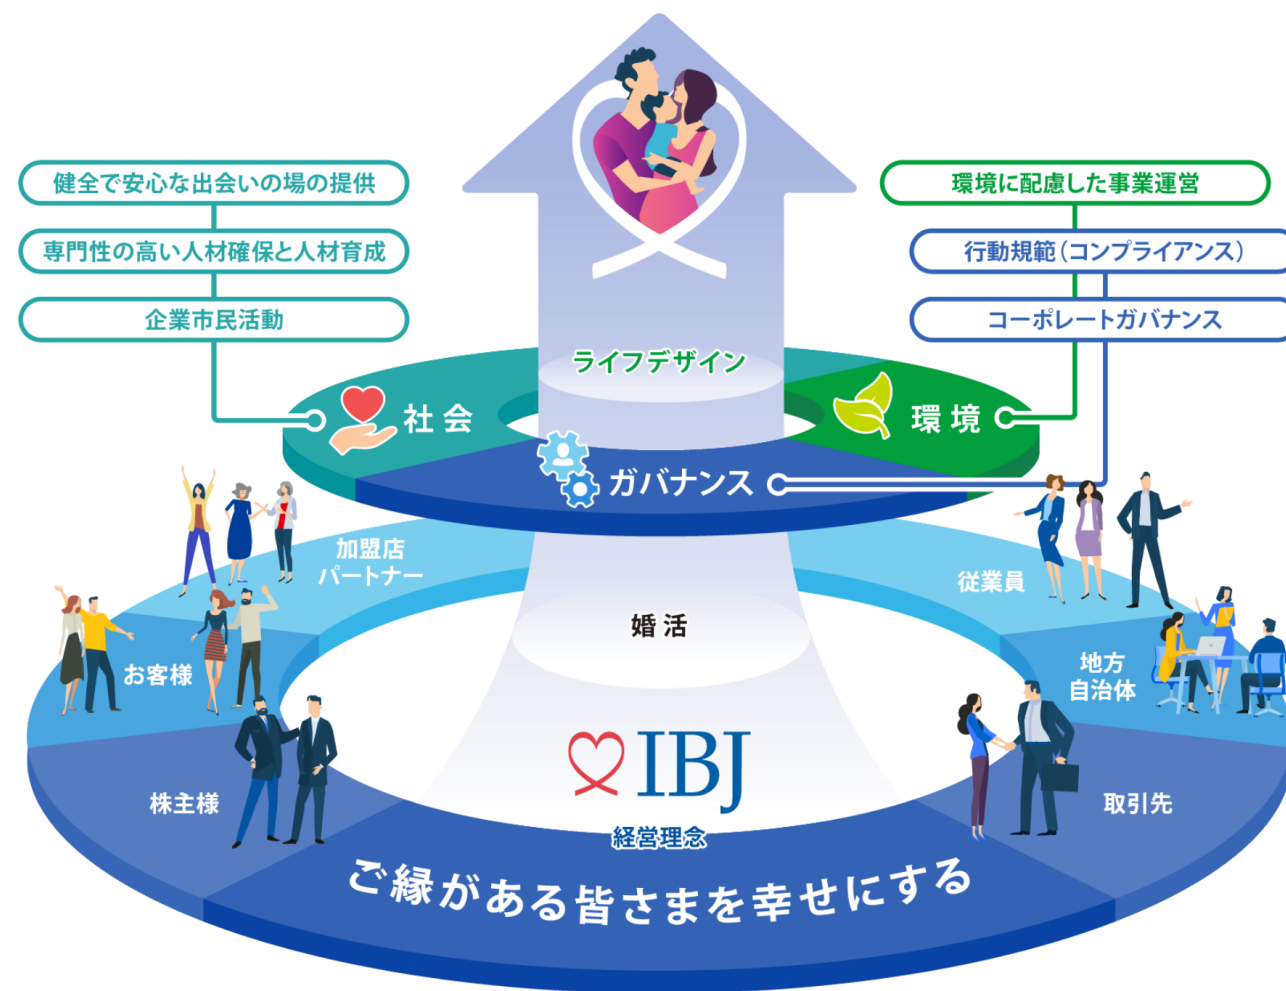 健全で安心な出会いの場の提供
専門性の高い人材確保と人材育成
企業市民活動
環境に配慮した事業運営
行動規範（コンプライアンス）
コーポレートガバナンス
ライフデザイン
社会
環境
ガバナンス
加盟店
パートナー
従業員
婚活
お客様
地方
自治体
IBJ
株主様
取引先
経営理念
ご縁がある皆さまを幸せにする